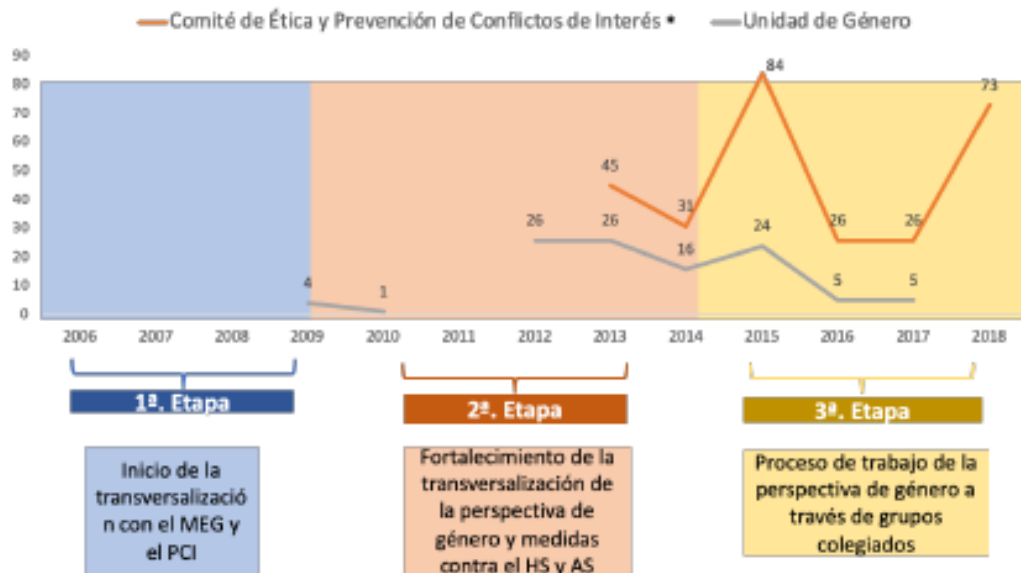 Comité de Ética y Prevención de Conflictos de Interés * Unidad de Género
90
80
70
60
50
40
30
20
10
0
84
73
45
31
26
26
26
26
24
16
5
5
4
1
2006 2007 2008 2009 2010 2011 2012 2013 2014 2015 2016 2017 2018
1ª. Etapa
2ª. Etapa
3ª. Etapa
Inicio de la
transversalizació
n con el MEG y
el PCI
Fortalecimiento de la
transversalización de
la perspectiva de
género y medidas
contra el HS y AS
Proceso de trabajo de la
perspectiva de género a
través de grupos
colegiados